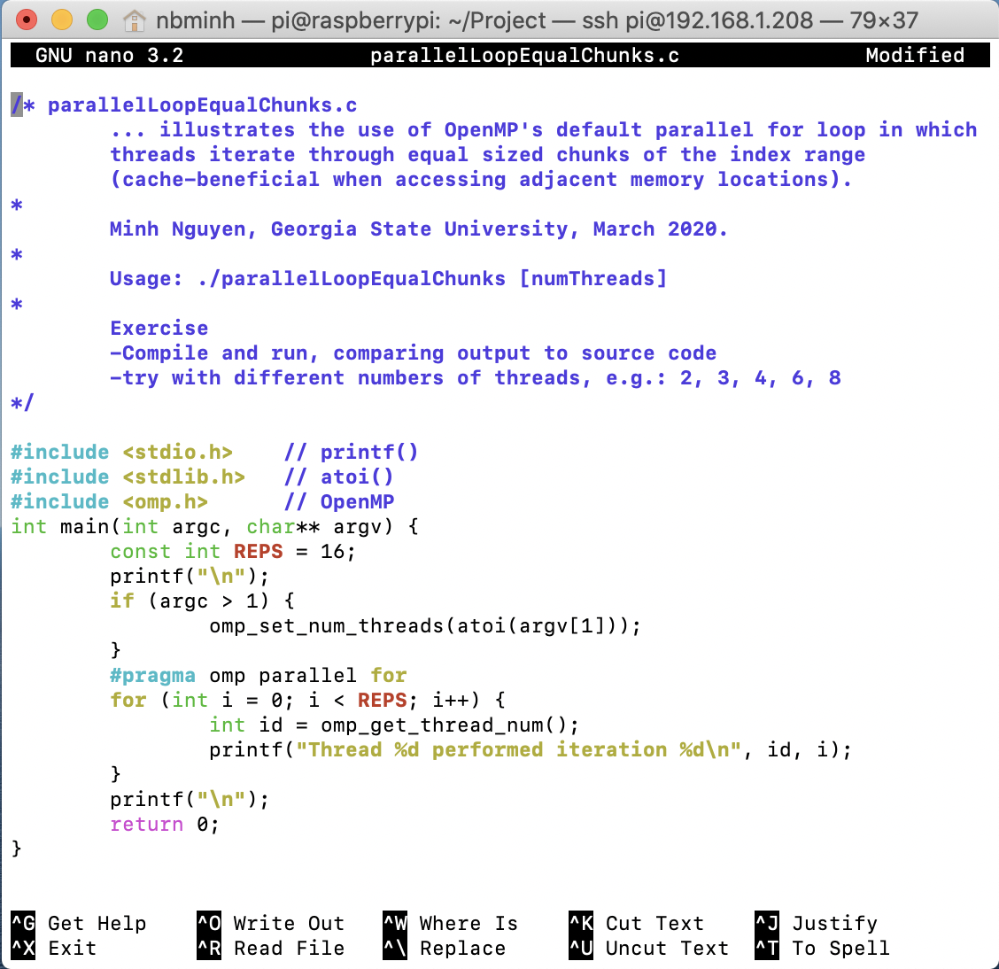 nbminh — pi@raspberrypi: ~/Project — ssh pi@192.168.1.208 — 79×37
GNU nano 3.2 parallelLoopEqualChunks.c Modified
/* parallelLoopEqualChunks.c
... illustrates the use of OpenMP's default parallel for loop in which
threads iterate through equal sized chunks of the index range
(cache-beneficial when accessing adjacent memory locations).
*
Minh Nguyen, Georgia State University, March 2020.
*
Usage: ./parallelLoopEqualChunks [numThreads]
*
Exercise
-Compile and run, comparing output to source code
-try with different numbers of threads, e.g.: 2, 3, 4, 6, 8
*/
#include <stdio.h> // printf()
#include <stdlib.h> // atoi()
#include <omp.h> // OpenMP
int main(int argc, char** argv) {
const int REPS = 16;
printf("\n");
if (argc > 1) {
omp_set_num_threads(atoi(argv[1]));
}
#pragma omp parallel for
for (int i = 0; i < REPS; i++) {
int id = omp_get_thread_num();
printf("Thread %d performed iteration %d\n", id, i);
}
printf("\n");
return 0;
}
^G Get Help ^O Write Out ^W Where Is ^K Cut Text ^J Justify
^X Exit ^R Read File ^\ Replace ^U Uncut Text ^T To Spell